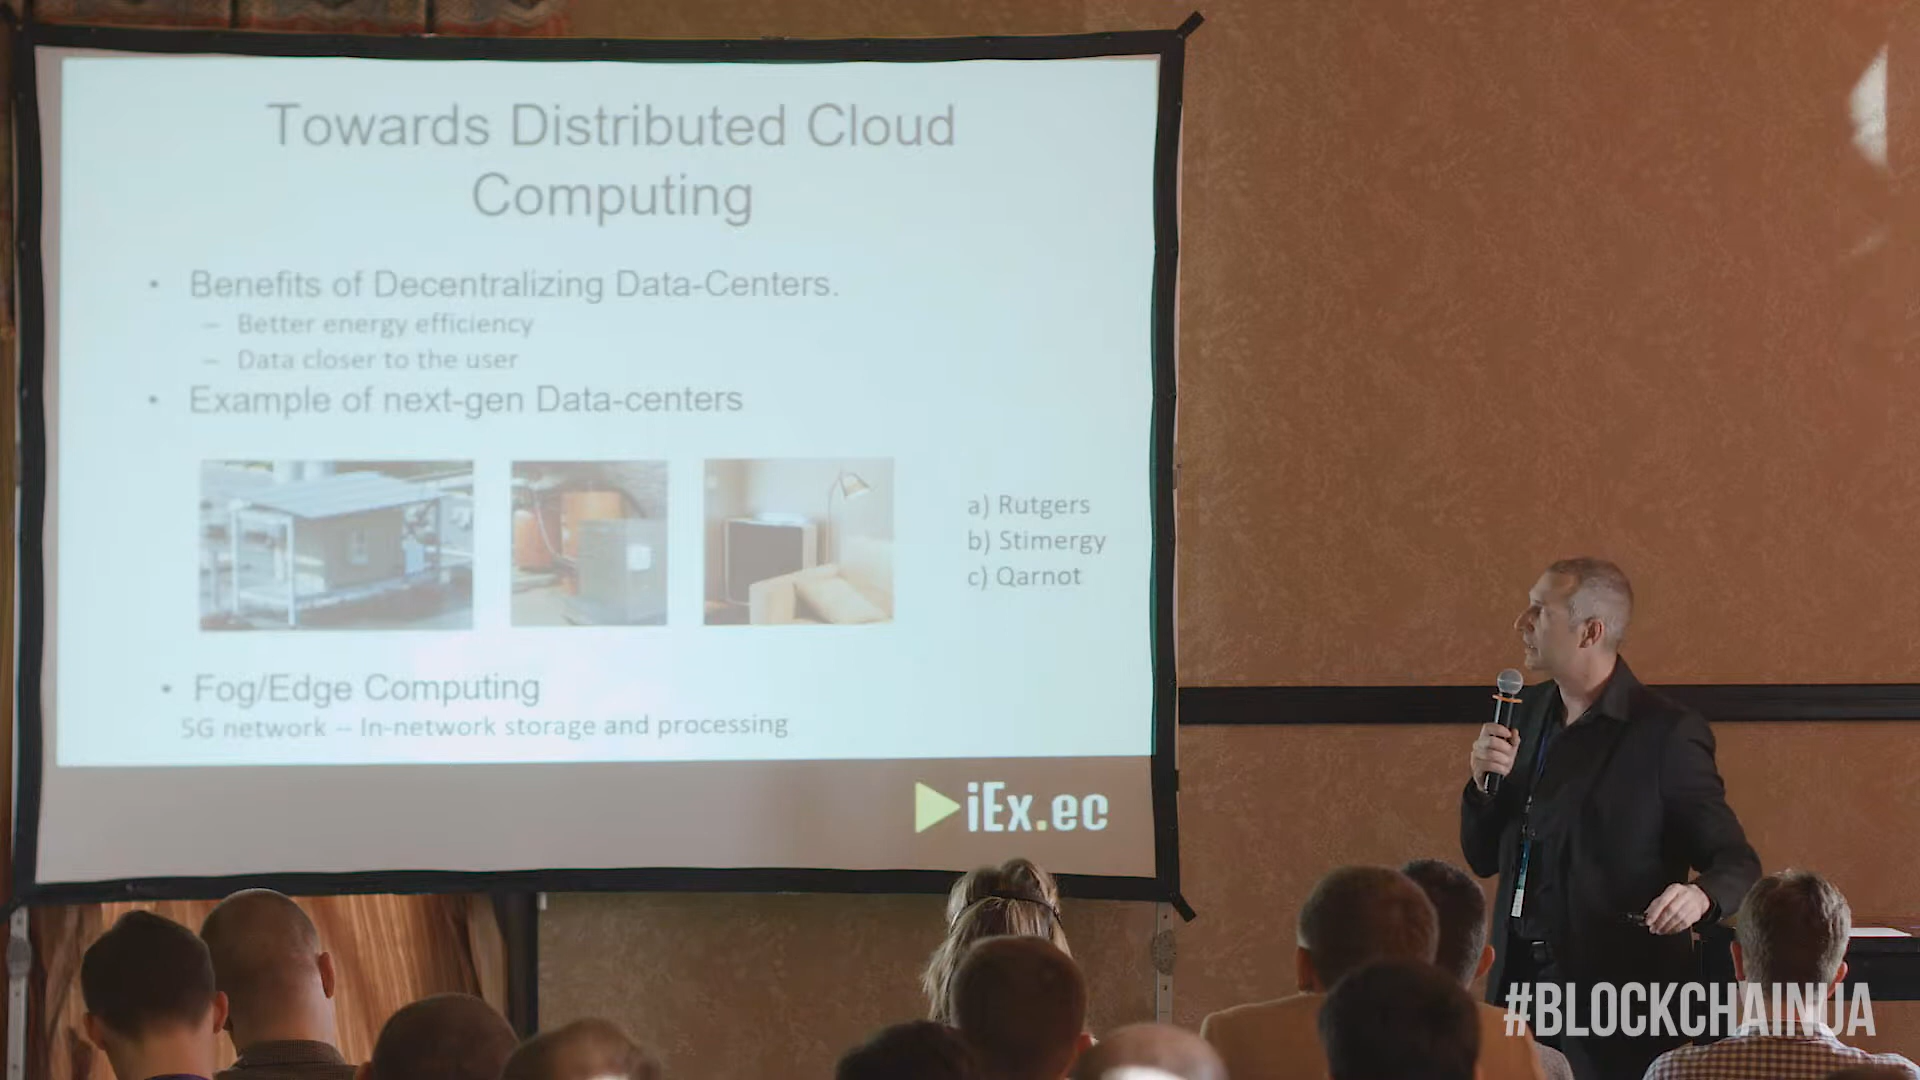 Towards Distributed Cloud
Computing
• Benefits of Decentralizing Data-Centers.
– Better energy efficiency
– Data closer to the user
• Example of next-gen Data-centers
a) Rutgers
b) Stimergy
c) Qarnot
• Fog/Edge Computing
5G network -- In-network storage and processing
iEx.ec
#BLOCKCHAINUA